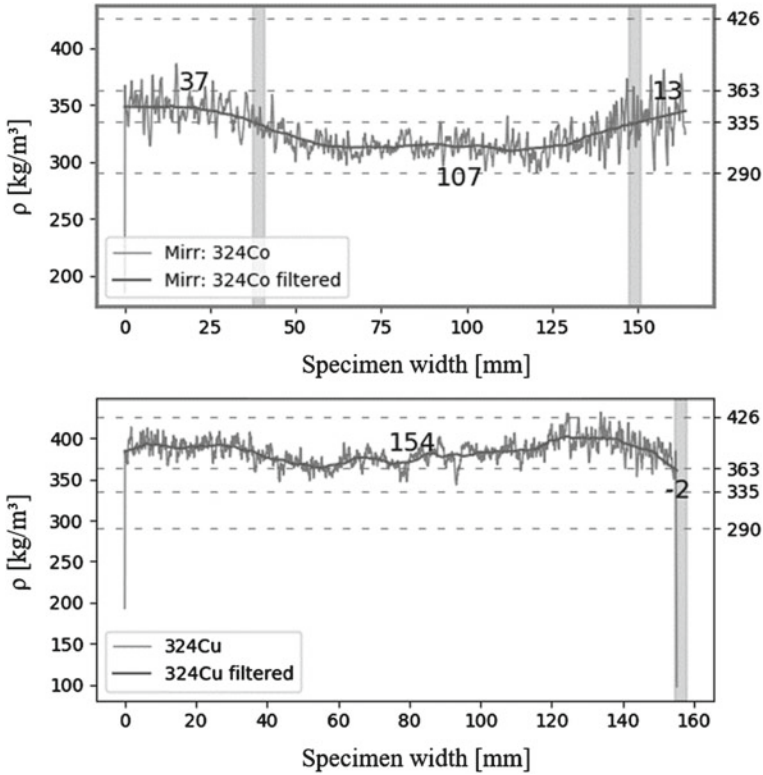 ρ [kg/m³]
400
350
300
250
200
37
107
13
426
363
335
290
Mirr: 324Co
Mirr: 324Co filtered
0 25 50 75 100 125 150
Specimen width [mm]
ρ [kg/m³]
400
350
300
250
200
150
100
154
-2
426
363
335
290
324Cu
324Cu filtered
0 20 40 60 80 100 120 140 160
Specimen width [mm]